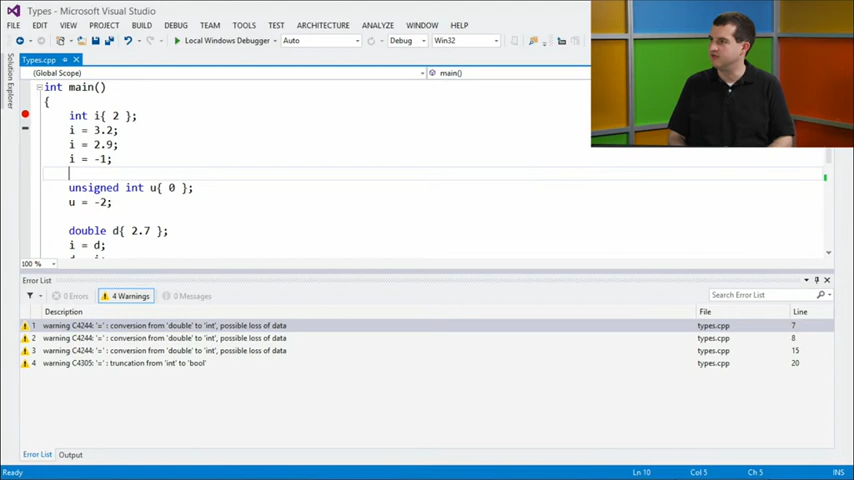 Types - Microsoft Visual Studio
FILE EDIT VIEW PROJECT BUILD DEBUG TEAM TOOLS TEST ARCHITECTURE ANALYZE WINDOW HELP
Local Windows Debugger Auto Debug Win32
Types.cpp
(Global Scope) main()
Solution Explorer
int main()
{
int i{ 2 };
i = 3.2;
i = 2.9;
i = -1;
unsigned int u{ 0 };
u = -2;
double d{ 2.7 };
i = d;
100 %
Error List
0 Errors 4 Warnings 0 Messages Search Error List
Description File Line
1 warning C4244: '=' : conversion from 'double' to 'int', possible loss of data types.cpp 7
2 warning C4244: '=' : conversion from 'double' to 'int', possible loss of data types.cpp 8
3 warning C4244: '=' : conversion from 'double' to 'int', possible loss of data types.cpp 15
4 warning C4305: '=' : truncation from 'int' to 'bool' types.cpp 20
Error List Output
Ready Ln 10 Col 5 Ch 5 INS